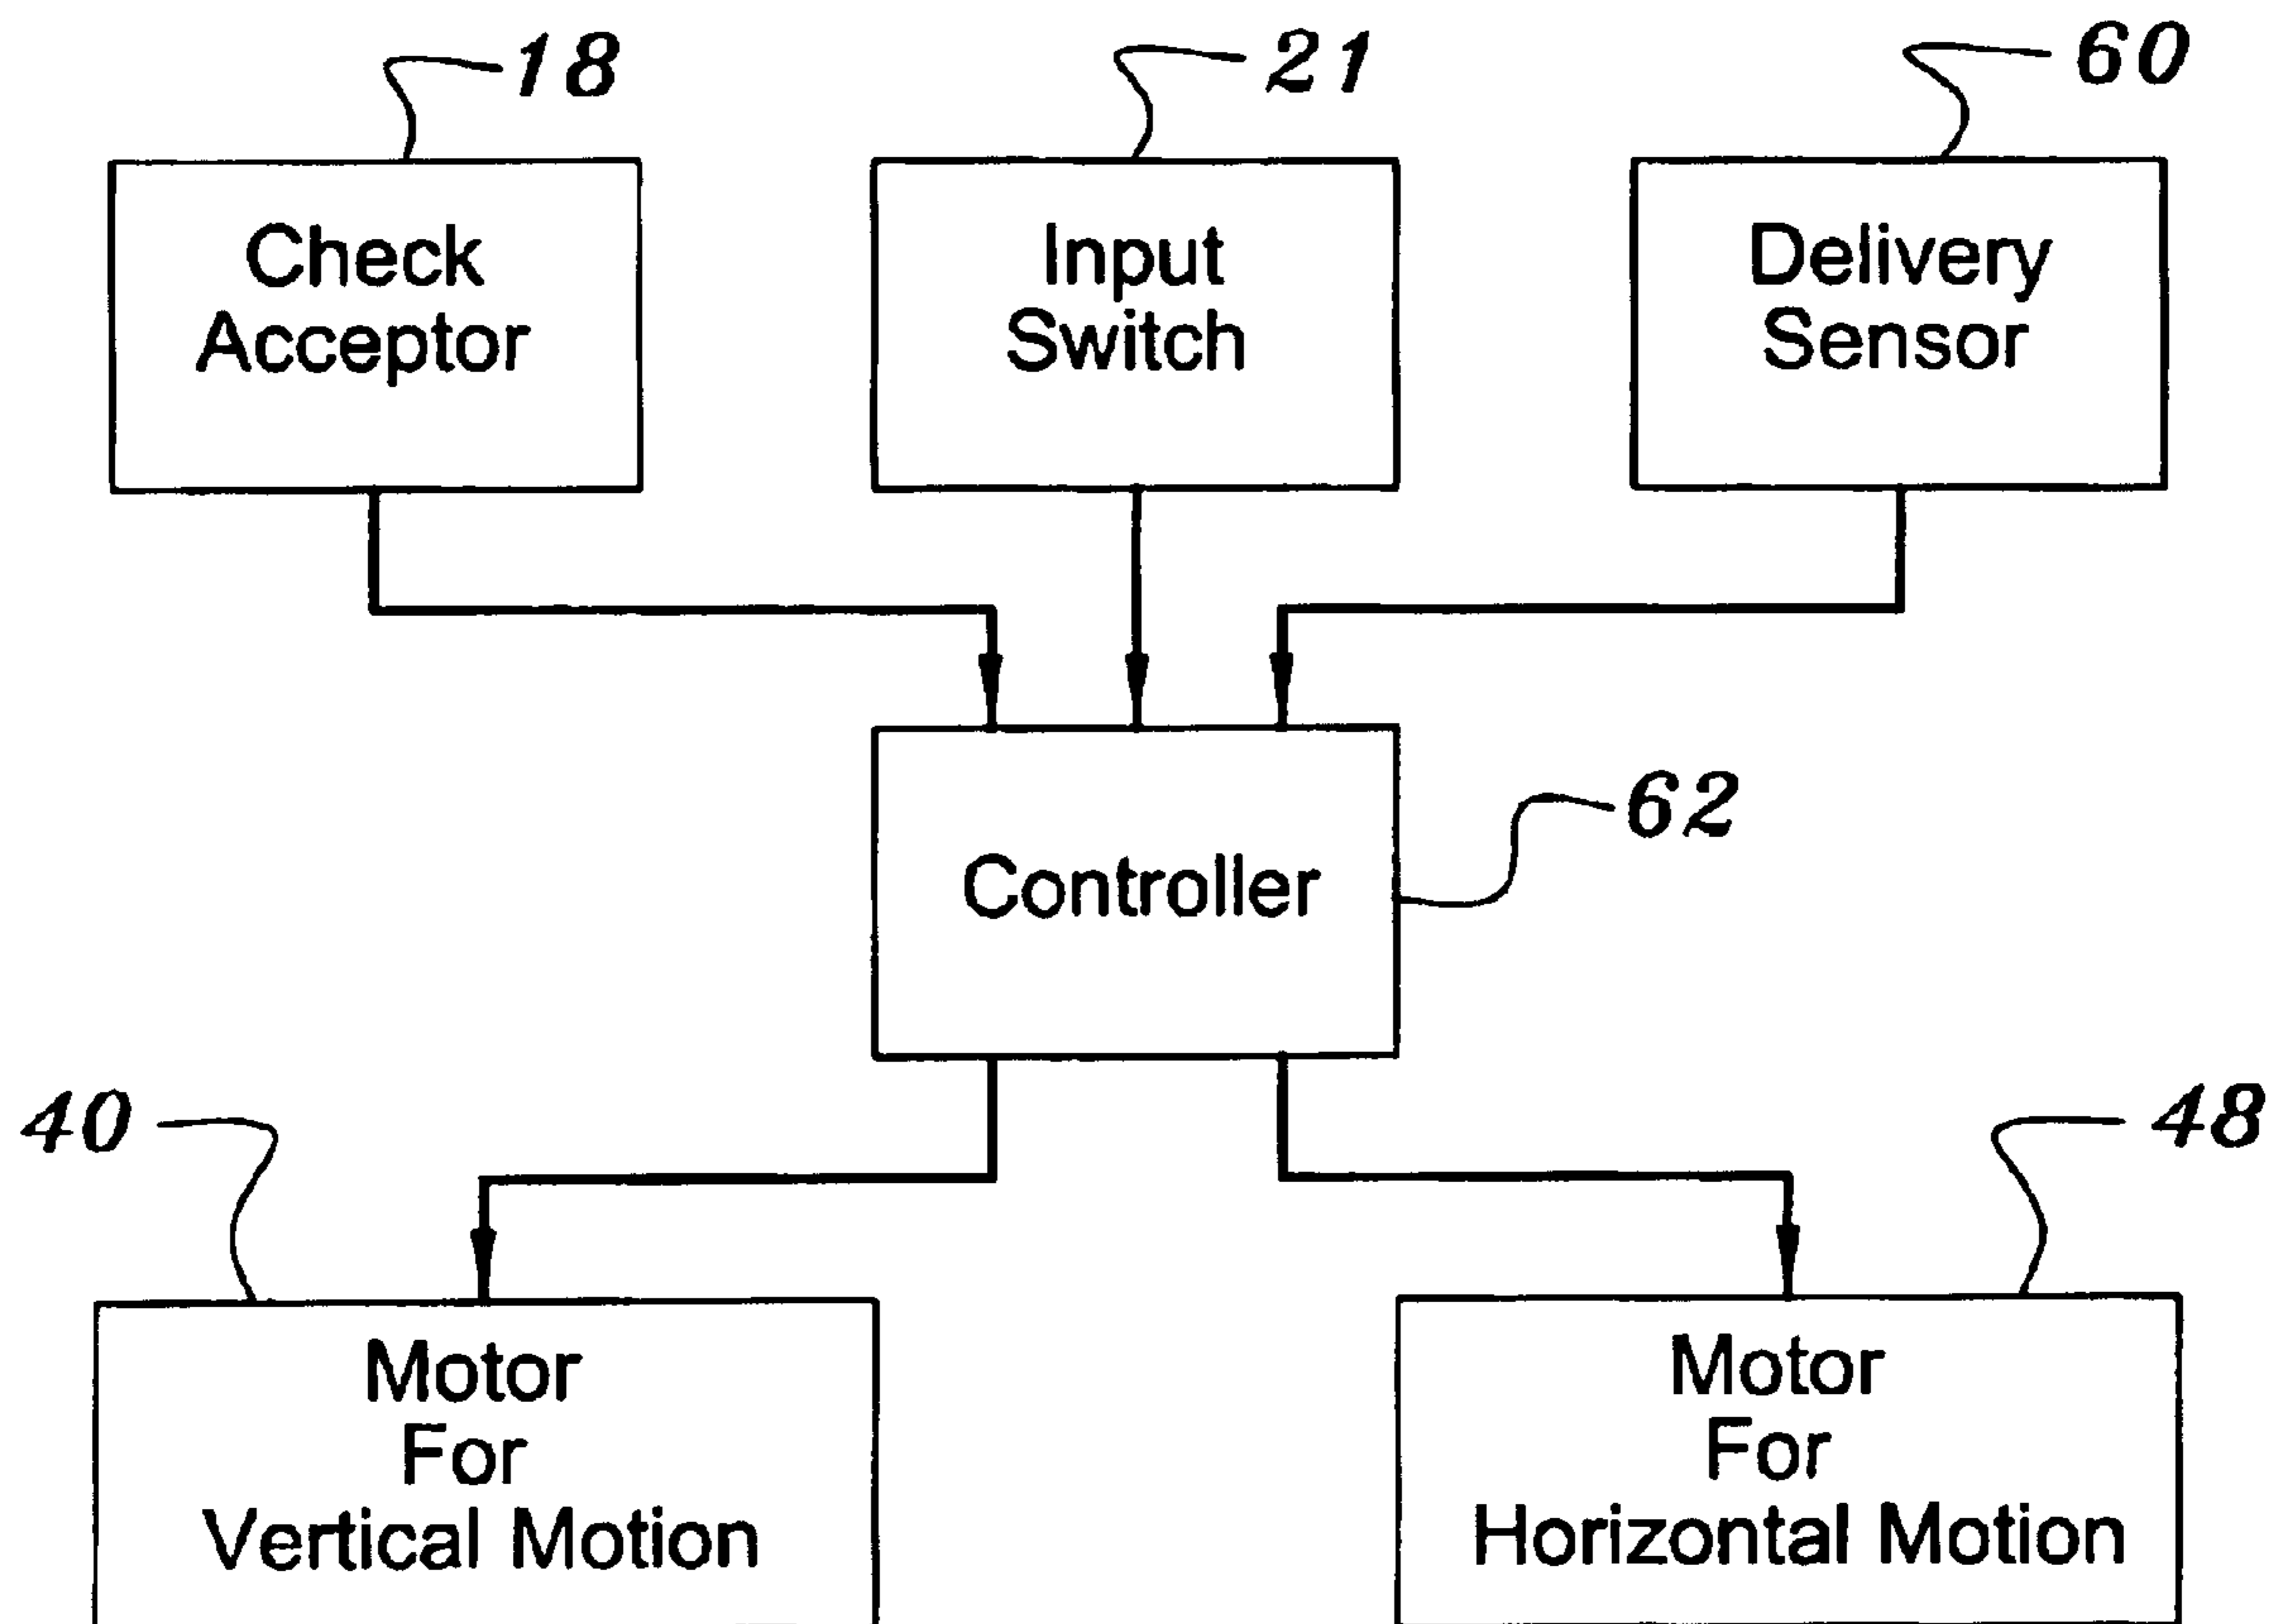 18
21
60
Check
Acceptor
Input
Switch
Delivery
Sensor
62
Controller
40
48
Motor
For
Vertical Motion
Motor
For
Horizontal Motion